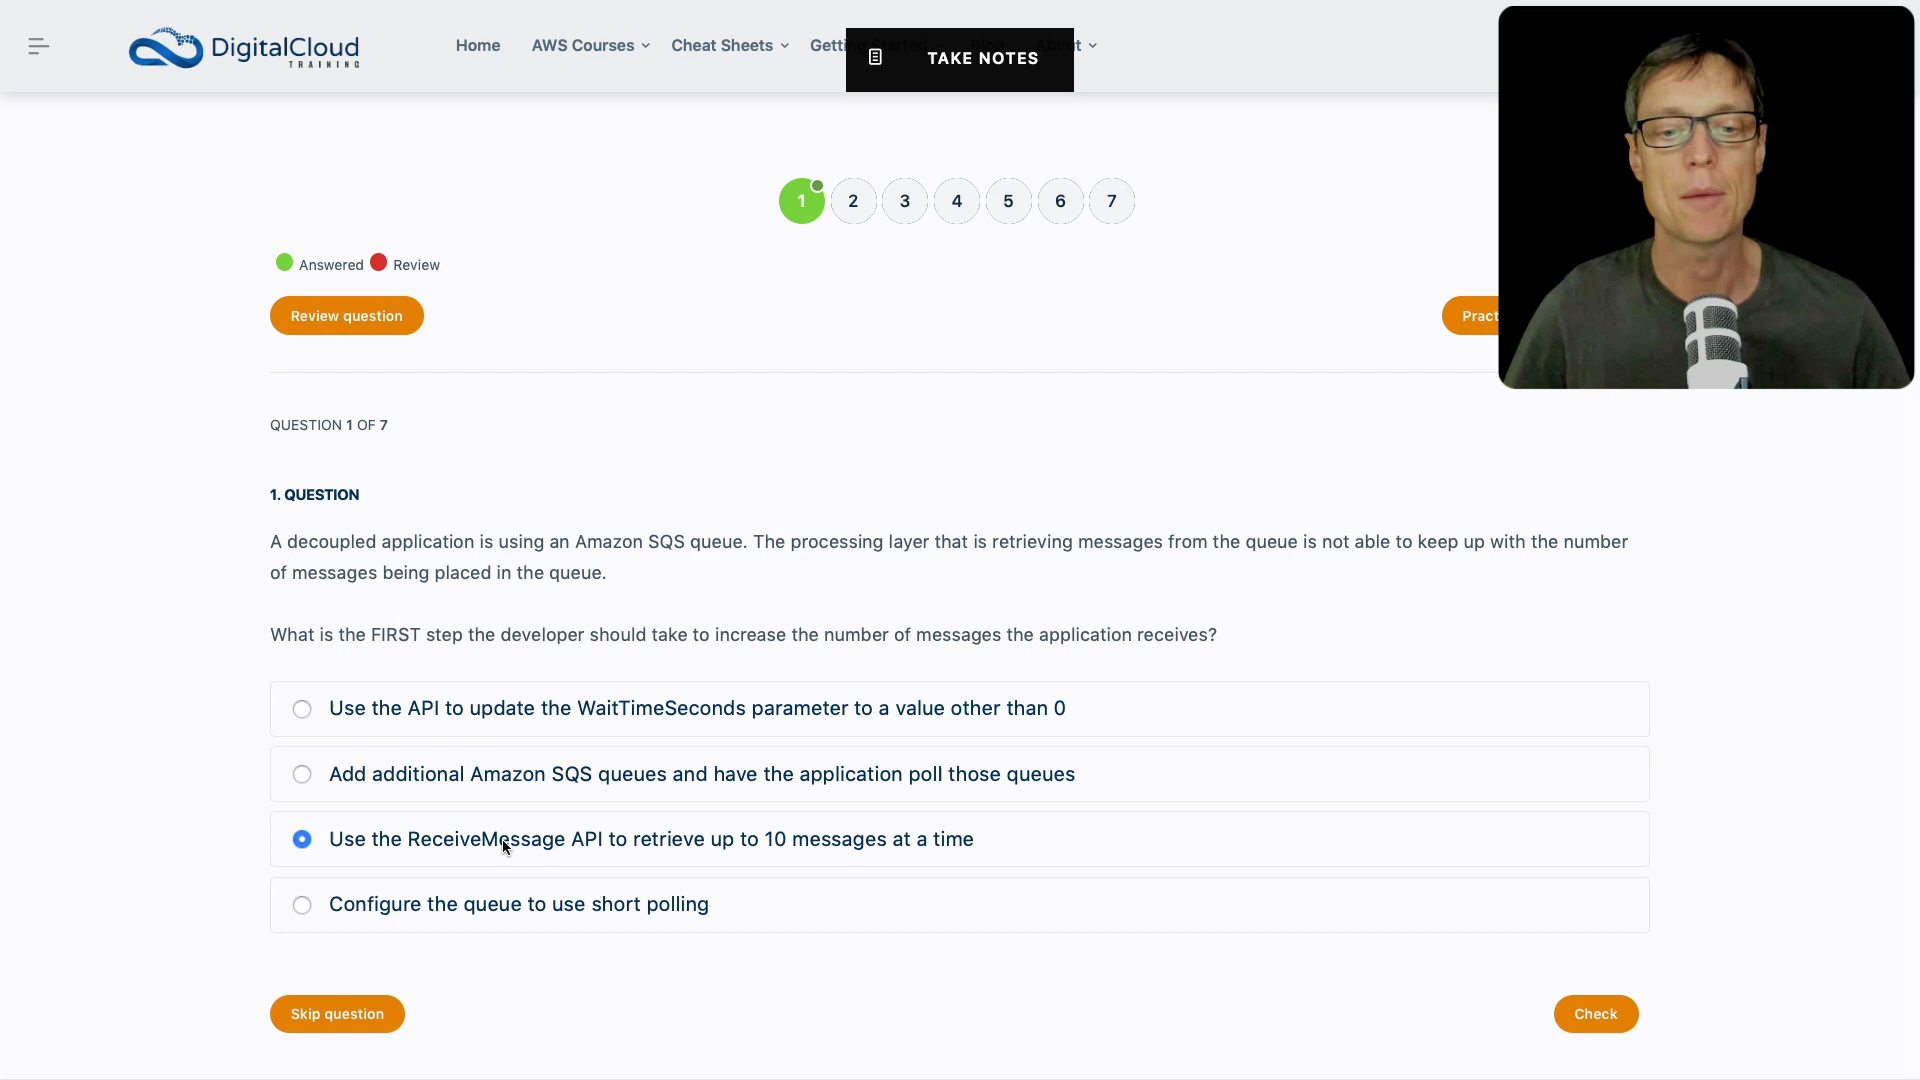 DigitalCloud
TRAINING
Home
AWS Courses
Cheat Sheets
TAKE NOTES
1 2 3 4 5 6 7
Answered Review
Review question
Pract
QUESTION 1 OF 7
1. QUESTION
A decoupled application is using an Amazon SQS queue. The processing layer that is retrieving messages from the queue is not able to keep up with the number
of messages being placed in the queue.
What is the FIRST step the developer should take to increase the number of messages the application receives?
Use the API to update the WaitTimeSeconds parameter to a value other than 0
Add additional Amazon SQS queues and have the application poll those queues
Use the ReceiveMessage API to retrieve up to 10 messages at a time
Configure the queue to use short polling
Skip question
Check